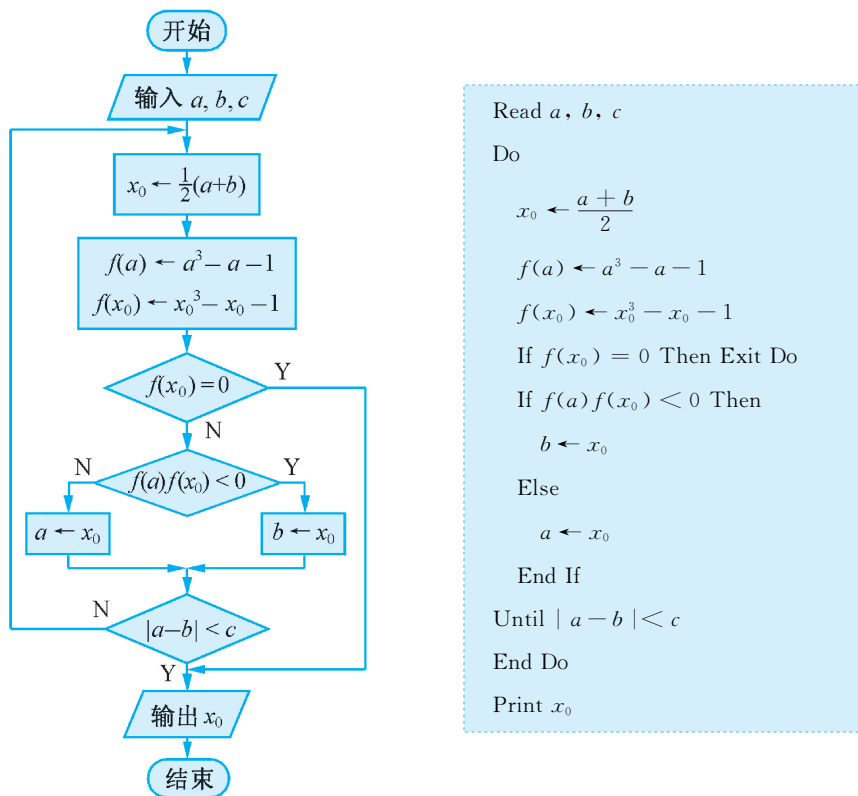 开始
输入 a, b, c
x₀ ← ½(a+b)
f(a) ← a³ − a − 1
f(x₀) ← x₀³ − x₀ − 1
f(x₀) = 0
Y
N
N
f(a)f(x₀) < 0
Y
a ← x₀
b ← x₀
N
|a−b| < c
Y
输出 x₀
结束
Read a, b, c
Do
x₀ ← (a + b)/2
f(a) ← a³ − a − 1
f(x₀) ← x₀³ − x₀ − 1
If f(x₀) = 0 Then Exit Do
If f(a)f(x₀) < 0 Then
b ← x₀
Else
a ← x₀
End If
Until | a − b | < c
End Do
Print x₀